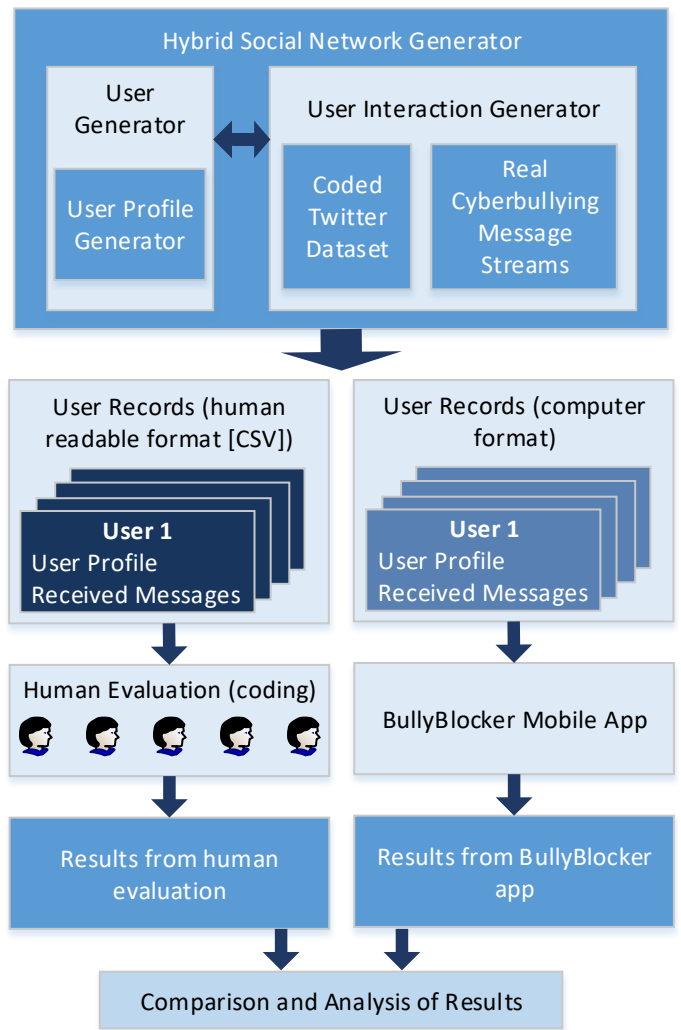 Hybrid Social Network Generator
User
Generator
User Profile
Generator
User Interaction Generator
Coded
Twitter
Dataset
Real
Cyberbullying
Message
Streams
User Records (human
readable format [CSV])
User 1
User Profile
Received Messages
User Records (computer
format)
User 1
User Profile
Received Messages
Human Evaluation (coding)
BullyBlocker Mobile App
Results from human
evaluation
Results from BullyBlocker
app
Comparison and Analysis of Results